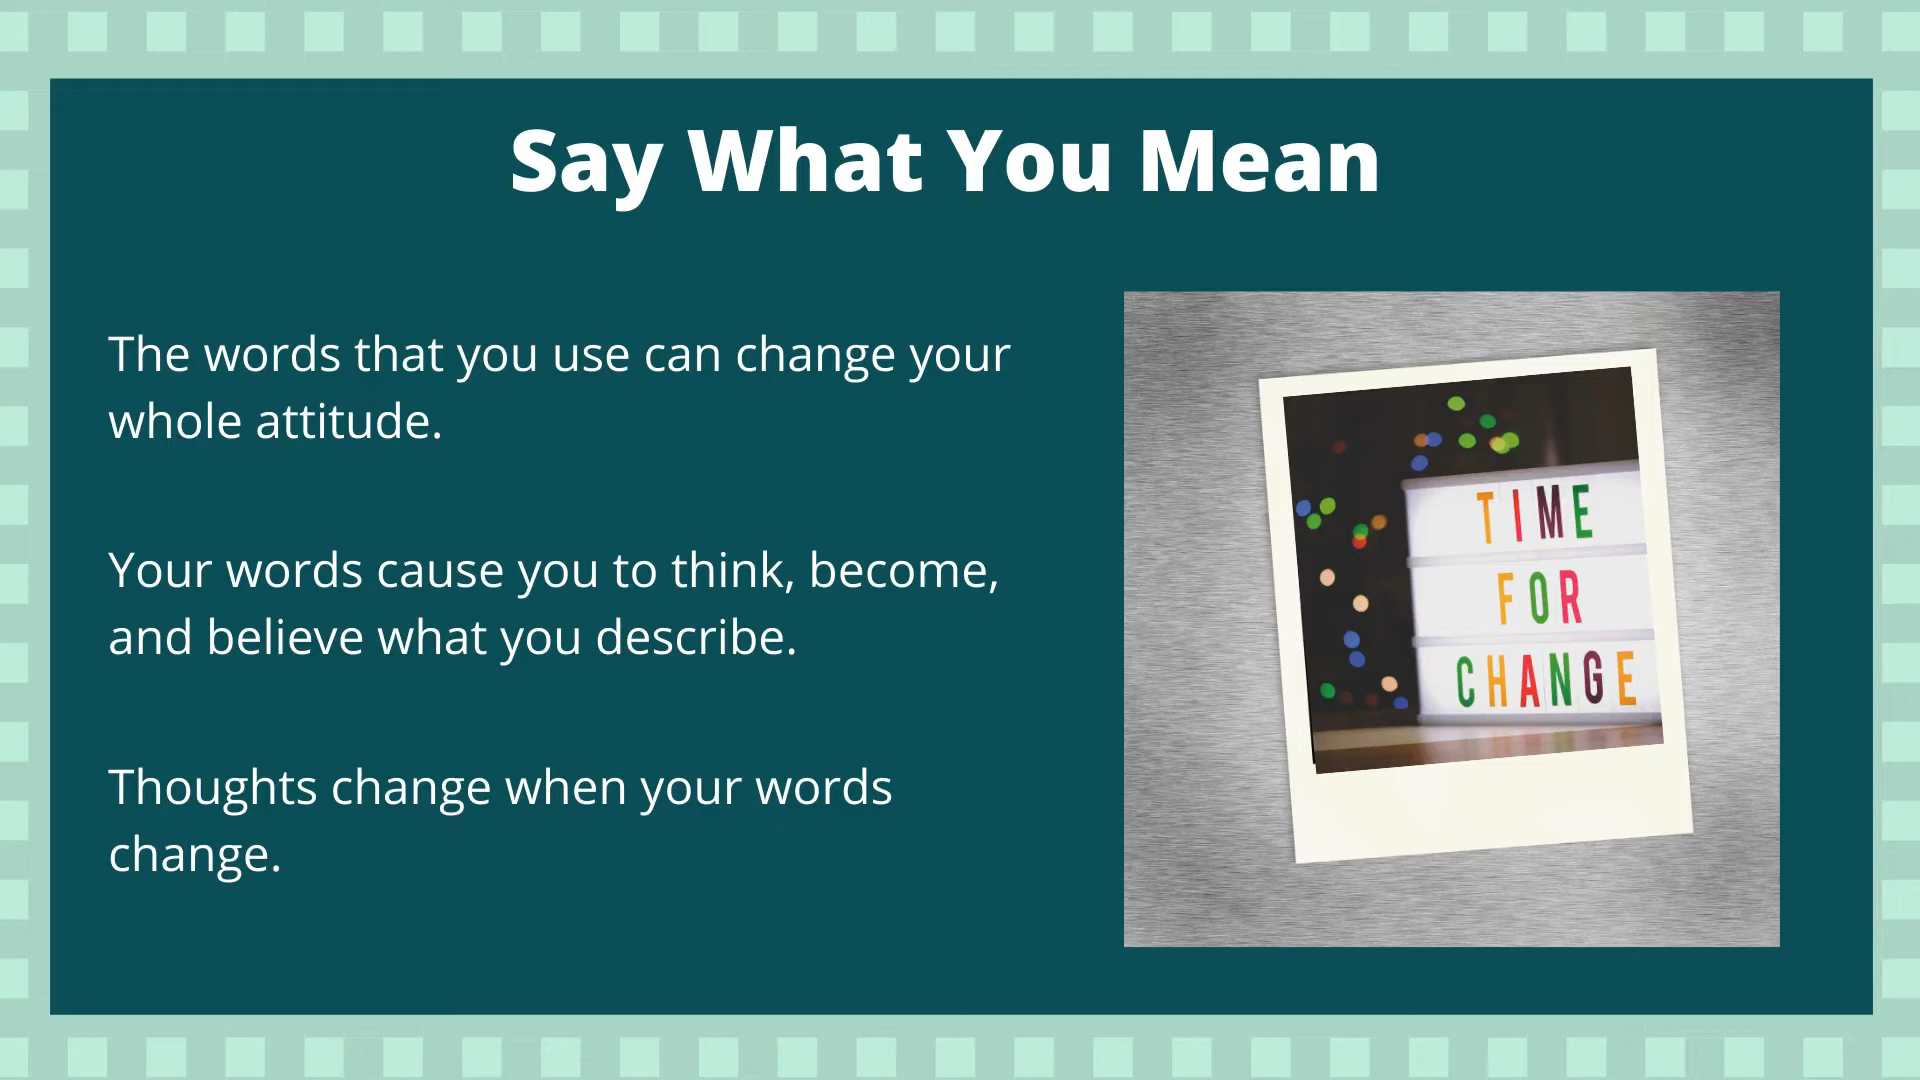 Say What You Mean
The words that you use can change your
whole attitude.
Your words cause you to think, become,
and believe what you describe.
Thoughts change when your words
change.
TIME
FOR
CHANGE